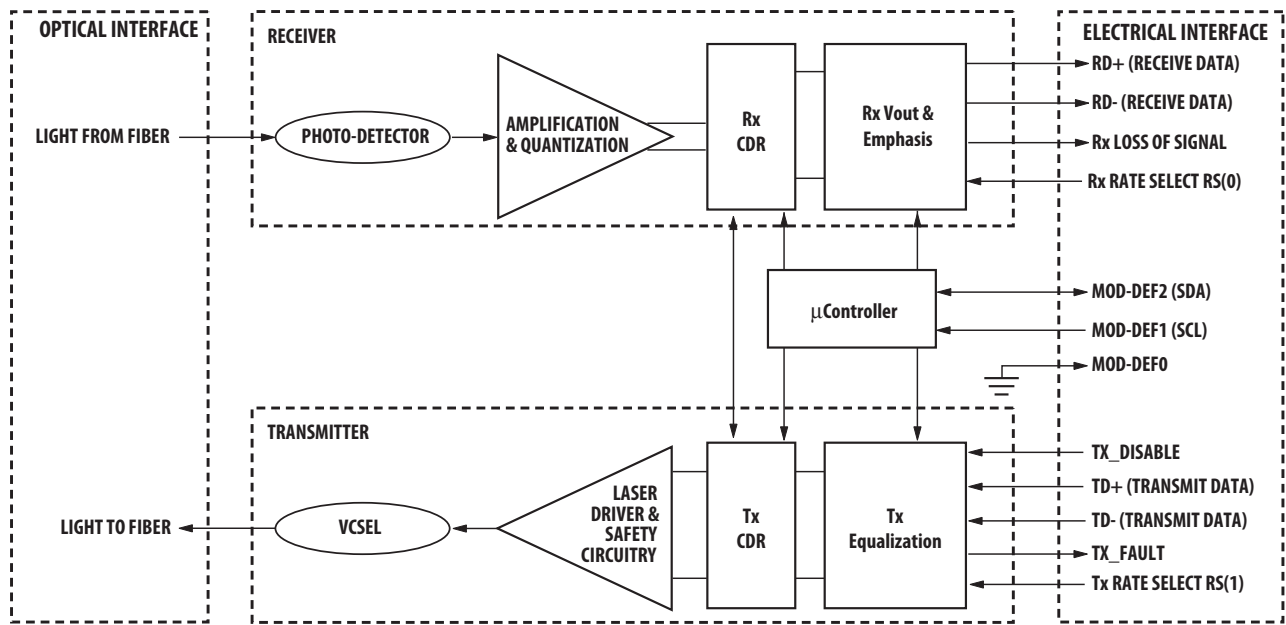 OPTICAL INTERFACE
LIGHT FROM FIBER
LIGHT TO FIBER
RECEIVER
PHOTO-DETECTOR
AMPLIFICATION
& QUANTIZATION
Rx
CDR
Rx Vout &
Emphasis
μController
TRANSMITTER
VCSEL
LASER
DRIVER &
SAFETY
CIRCUITRY
Tx
CDR
Tx
Equalization
ELECTRICAL INTERFACE
RD+ (RECEIVE DATA)
RD- (RECEIVE DATA)
Rx LOSS OF SIGNAL
Rx RATE SELECT RS(0)
MOD-DEF2 (SDA)
MOD-DEF1 (SCL)
MOD-DEF0
TX_DISABLE
TD+ (TRANSMIT DATA)
TD- (TRANSMIT DATA)
TX_FAULT
Tx RATE SELECT RS(1)